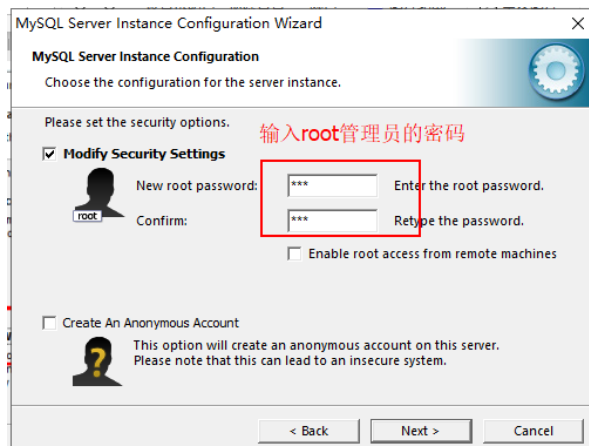 MySQL Server Instance Configuration Wizard
MySQL Server Instance Configuration
Choose the configuration for the server instance.
Please set the security options.
输入root管理员的密码
Modify Security Settings
New root password: *** Enter the root password.
root
Confirm: *** Retype the password.
Enable root access from remote machines
Create An Anonymous Account
This option will create an anonymous account on this server.
Please note that this can lead to an insecure system.
< Back Next > Cancel